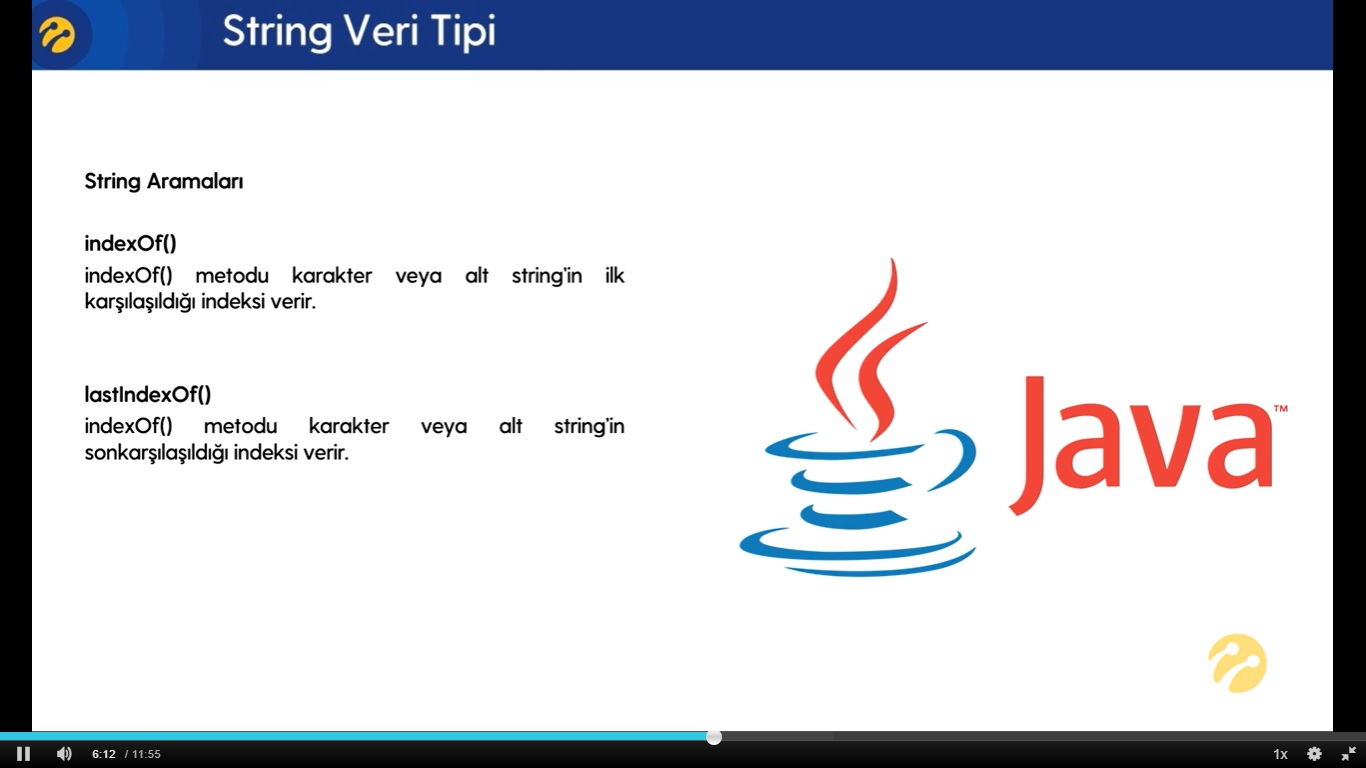 String Veri Tipi
String Aramaları
indexOf()
indexOf() metodu karakter veya alt string'in ilk
karşılaşıldığı indeksi verir.
lastIndexOf()
indexOf() metodu karakter veya alt string'in
sonkarşılaşıldığı indeksi verir.
Java™
6:12 / 11:55
1x